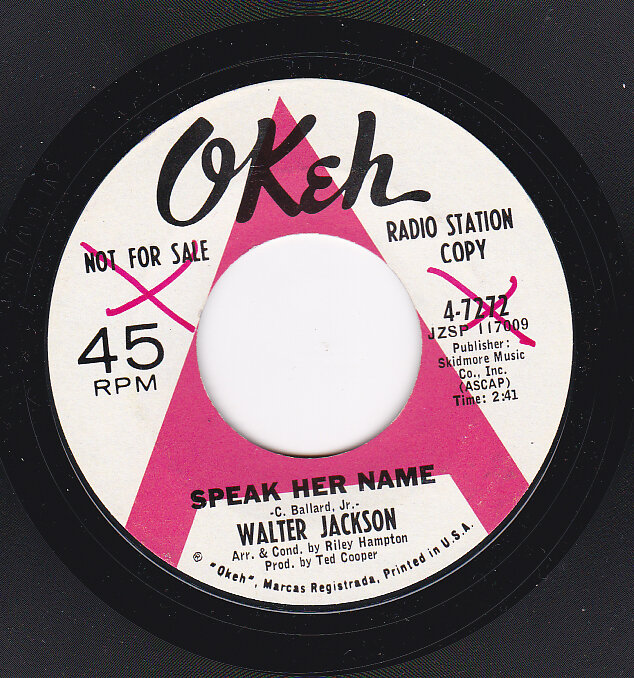 OKeh
NOT FOR SALE
RADIO STATION
COPY
45
RPM
4-7272
JZSP 117009
Publisher:
Skidmore Music
Co., Inc.
(ASCAP)
Time: 2:41
SPEAK HER NAME
-C. Ballard, Jr.-
WALTER JACKSON
Arr. & Cond. by Riley Hampton
Prod. by Ted Cooper
℗ "Okeh", Marcas Registrada, Printed in U.S.A.